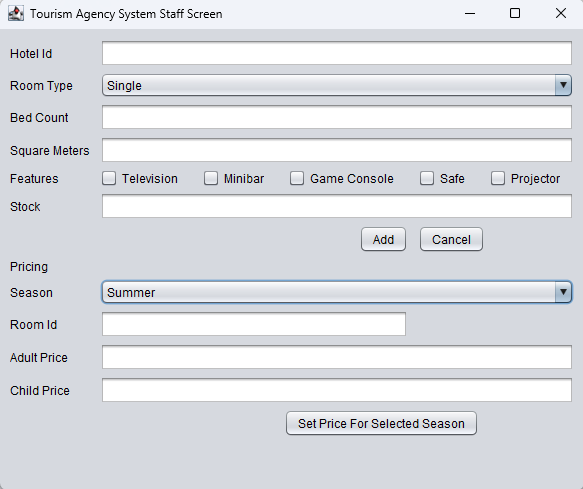 Tourism Agency System Staff Screen
Hotel Id
Room Type Single
Bed Count
Square Meters
Features Television Minibar Game Console Safe Projector
Stock
Add Cancel
Pricing
Season Summer
Room Id
Adult Price
Child Price
Set Price For Selected Season